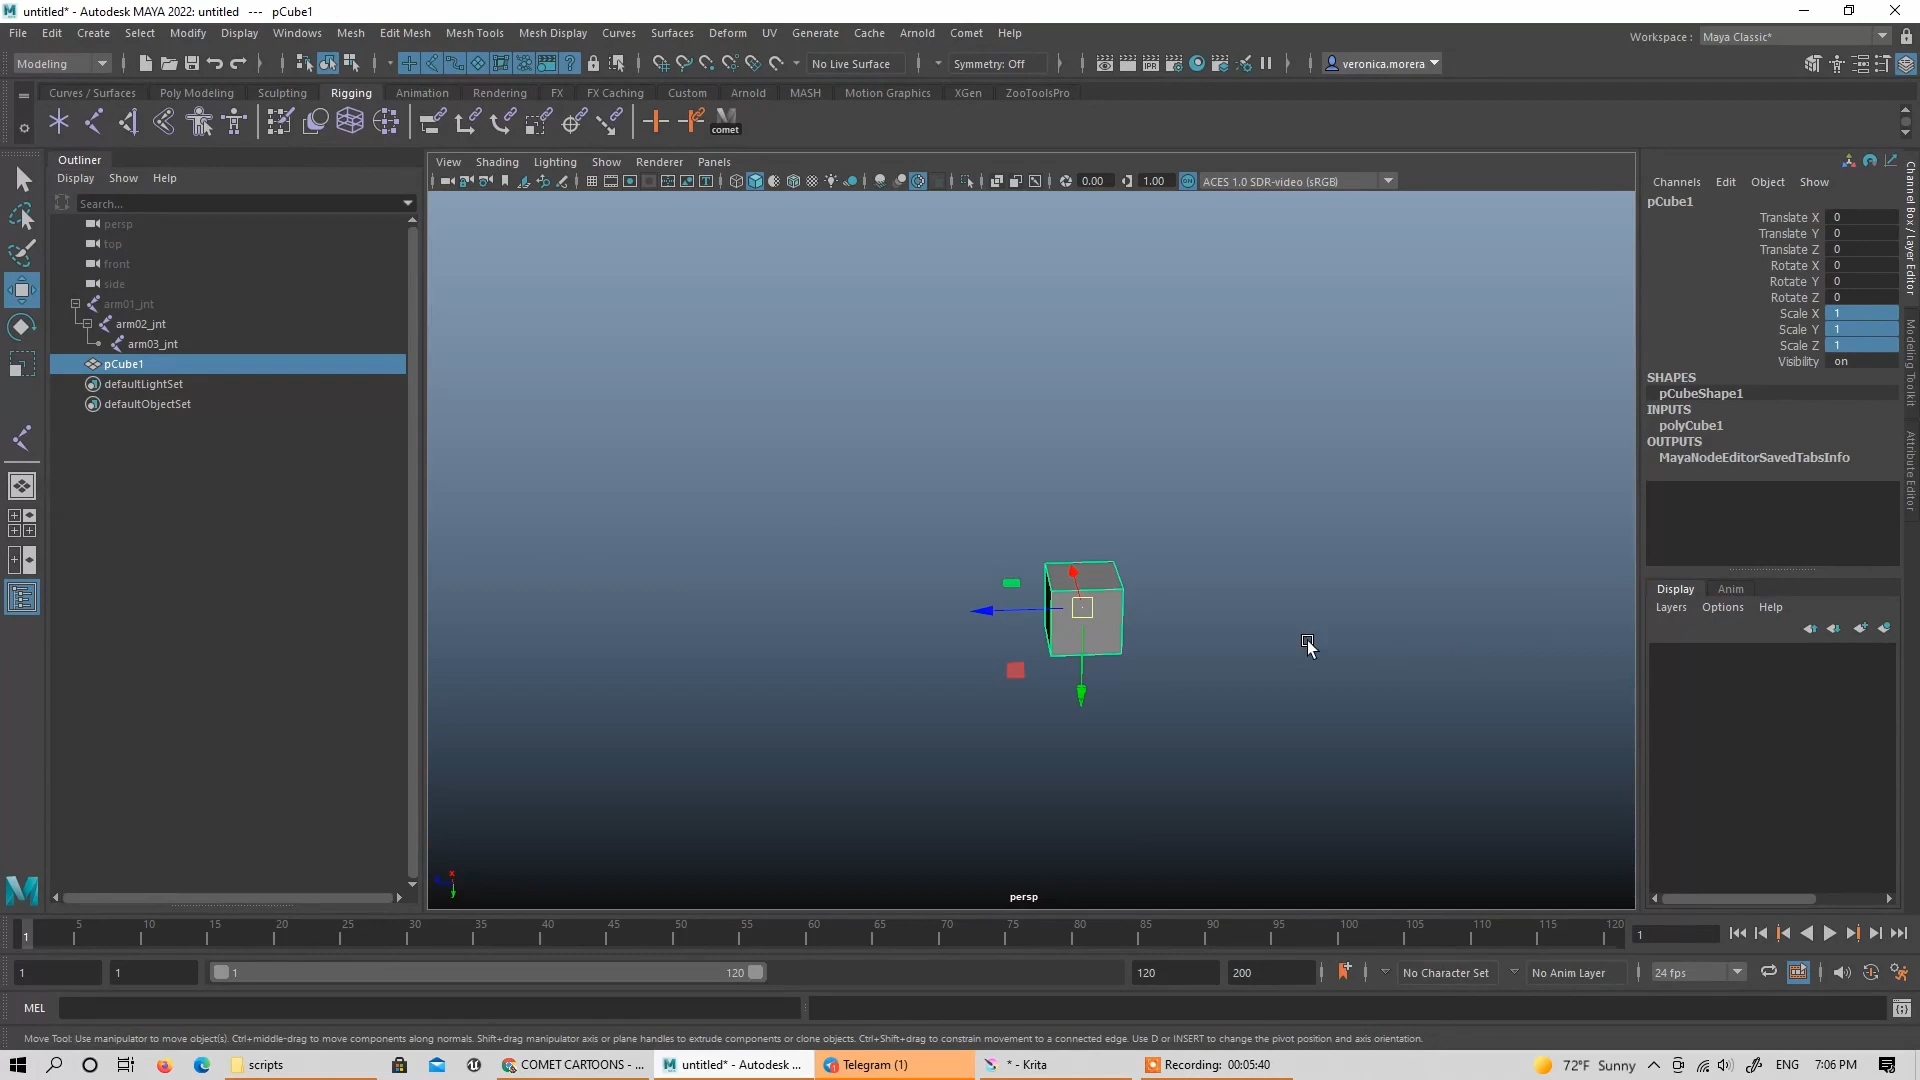 untitled* - Autodesk MAYA 2022: untitled --- pCube1
File Edit Create Select Modify Display Windows Mesh Edit Mesh Mesh Tools Mesh Display Curves Surfaces Deform UV Generate Cache Arnold Comet Help
Workspace : Maya Classic*
Modeling No Live Surface Symmetry: Off IPR veronica.morera
Curves / Surfaces Poly Modeling Sculpting Rigging Animation Rendering FX FX Caching Custom Arnold MASH Motion Graphics XGen ZooToolsPro
comet
Outliner
Display Show Help
Search...
persp
top
front
side
arm01_jnt
arm02_jnt
arm03_jnt
pCube1
defaultLightSet
defaultObjectSet
View Shading Lighting Show Renderer Panels
0.00 1.00 ACES 1.0 SDR-video (sRGB)
persp
Channels Edit Object Show
pCube1
Translate X 0
Translate Y 0
Translate Z 0
Rotate X 0
Rotate Y 0
Rotate Z 0
Scale X 1
Scale Y 1
Scale Z 1
Visibility on
SHAPES
pCubeShape1
INPUTS
polyCube1
OUTPUTS
MayaNodeEditorSavedTabsInfo
Display Anim
Layers Options Help
Channel Box / Layer Editor
Modeling Toolkit
Attribute Editor
1 5 10 15 20 25 30 35 40 45 50 55 60 65 70 75 80 85 90 95 100 105 110 115 120 1
1 1 1 120 120 200 No Character Set No Anim Layer 24 fps
MEL
Move Tool: Use manipulator to move object(s). Ctrl+middle-drag to move components along normals. Shift+drag manipulator axis or plane handles to extrude components or clone objects. Ctrl+Shift+drag to constrain movement to a connected edge. Use D or INSERT to change the pivot position and axis orientation.
scripts COMET CARTOONS - ... untitled* - Autodesk ... Telegram (1) * - Krita Recording: 00:05:40 72°F Sunny ENG 7:06 PM